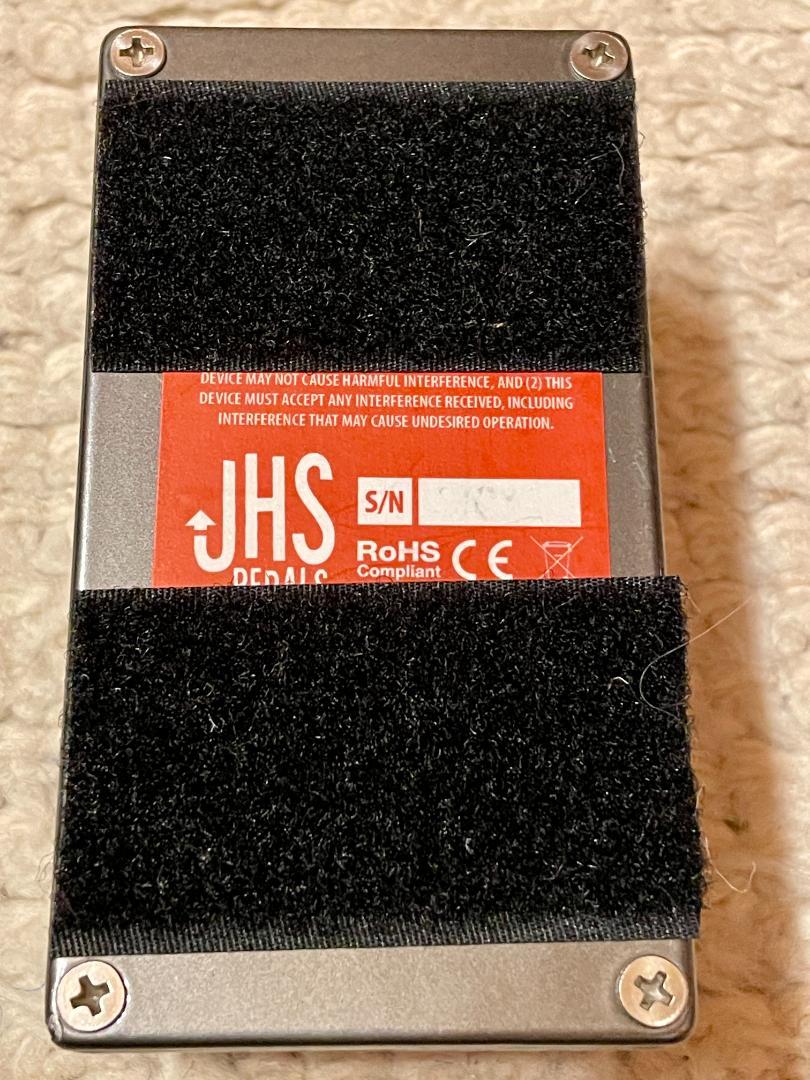 DEVICE MAY NOT CAUSE HARMFUL INTERFERENCE, AND (2) THIS
DEVICE MUST ACCEPT ANY INTERFERENCE RECEIVED, INCLUDING
INTERFERENCE THAT MAY CAUSE UNDESIRED OPERATION.
JHS
PEDALS
S/N
RoHS
Compliant
CE